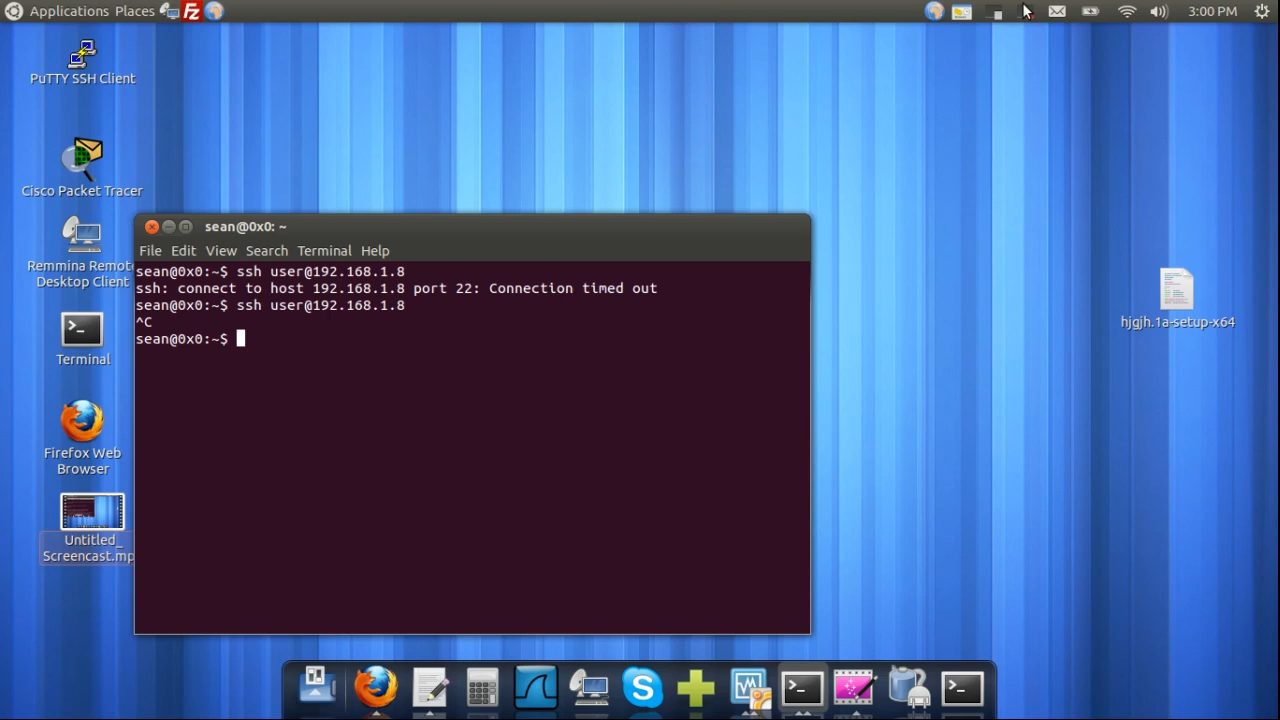 Applications Places
3:00 PM
PuTTY SSH Client
Cisco Packet Tracer
Remmina Remot
Desktop Client
Terminal
Firefox Web
Browser
Untitled_
Screencast.mp
sean@0x0: ~
File Edit View Search Terminal Help
sean@0x0:~$ ssh user@192.168.1.8
ssh: connect to host 192.168.1.8 port 22: Connection timed out
sean@0x0:~$ ssh user@192.168.1.8
^C
sean@0x0:~$
hjgjh.1a-setup-x64